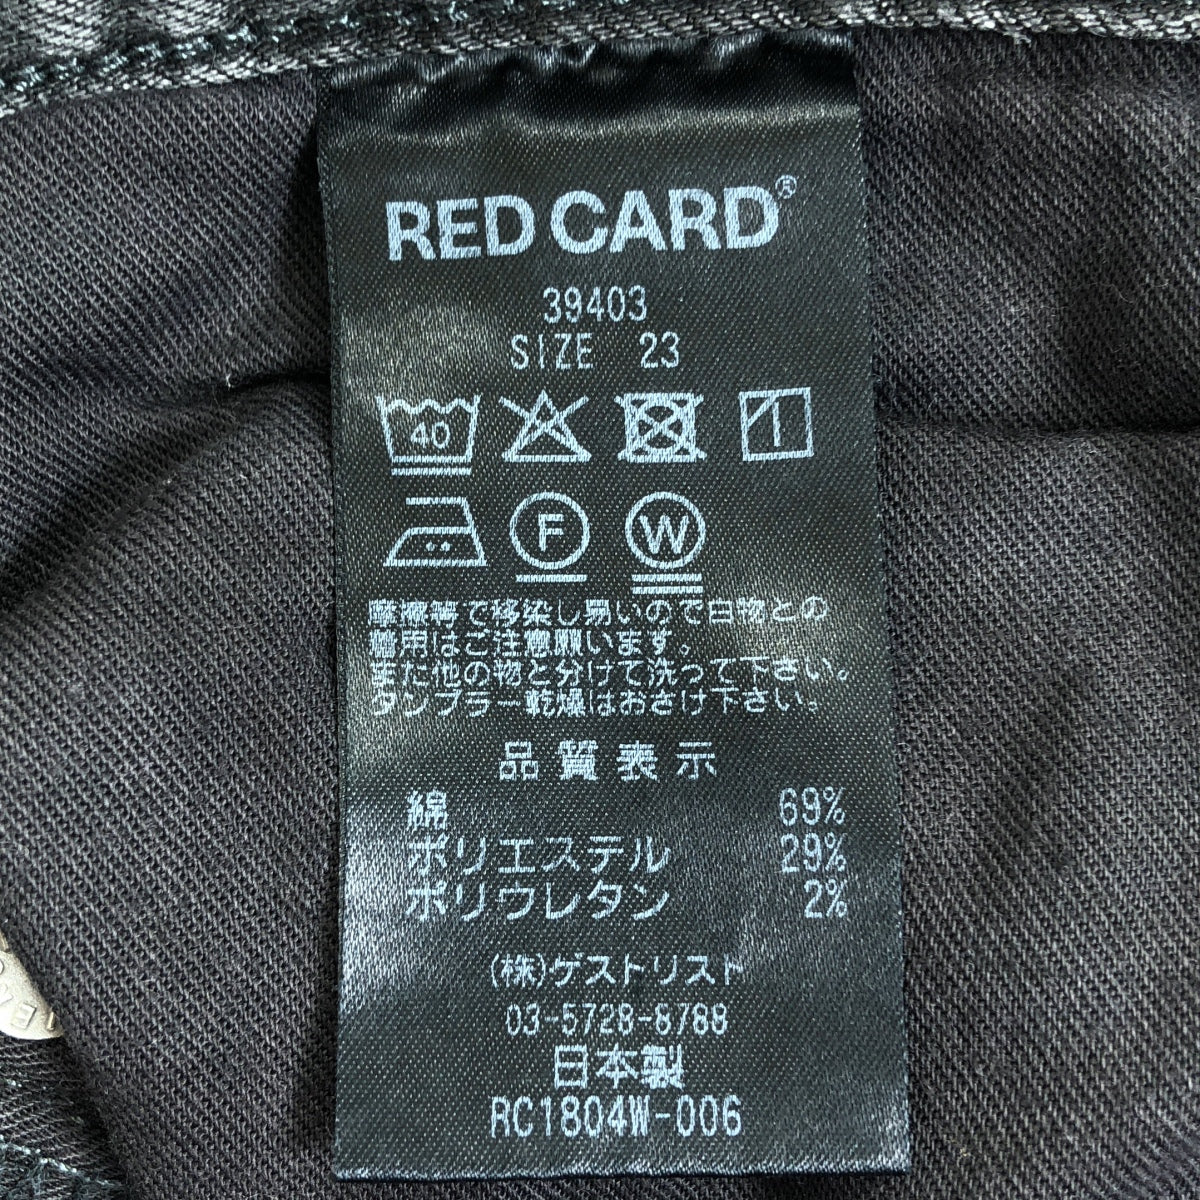 RED CARD®
39403
SIZE 23
40
F
W
摩擦等で移染し易いので白物との
着用はご注意願います。
また他の物と分けて洗って下さい。
タンブラー乾燥はおさけ下さい。
品質表示
綿 69%
ポリエステル 29%
ポリウレタン 2%
(株)ゲストリスト
03-5728-8788
日本製
RC1804W-006